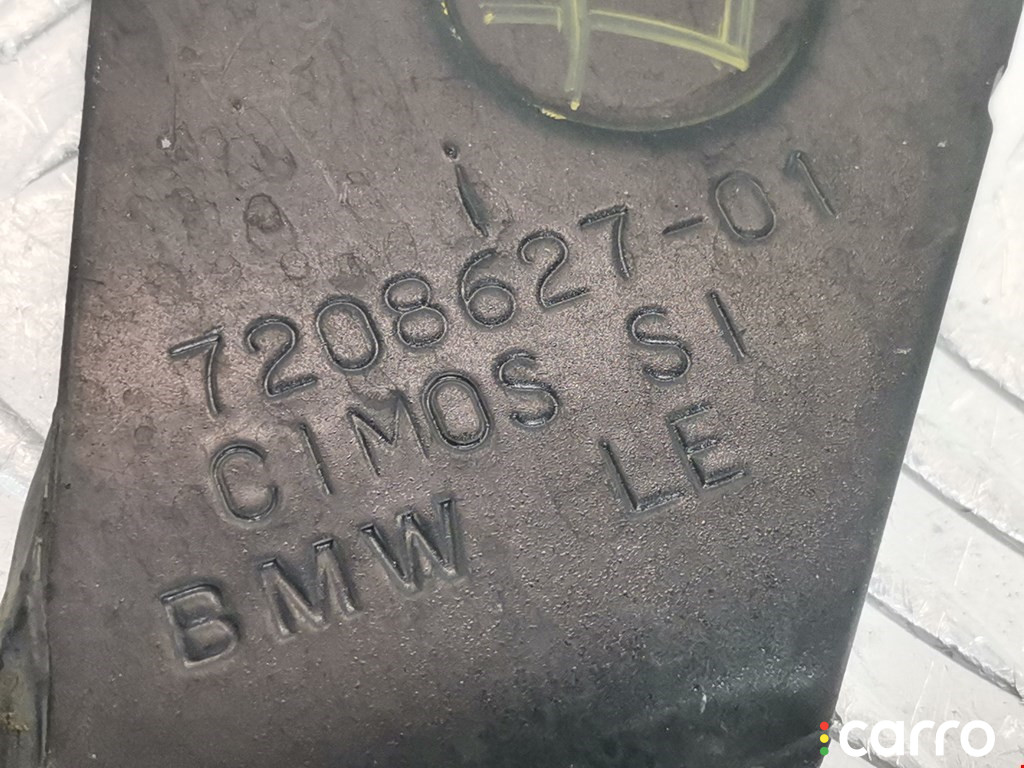 7208627-01
CIMOS SI
BMW LE
carro